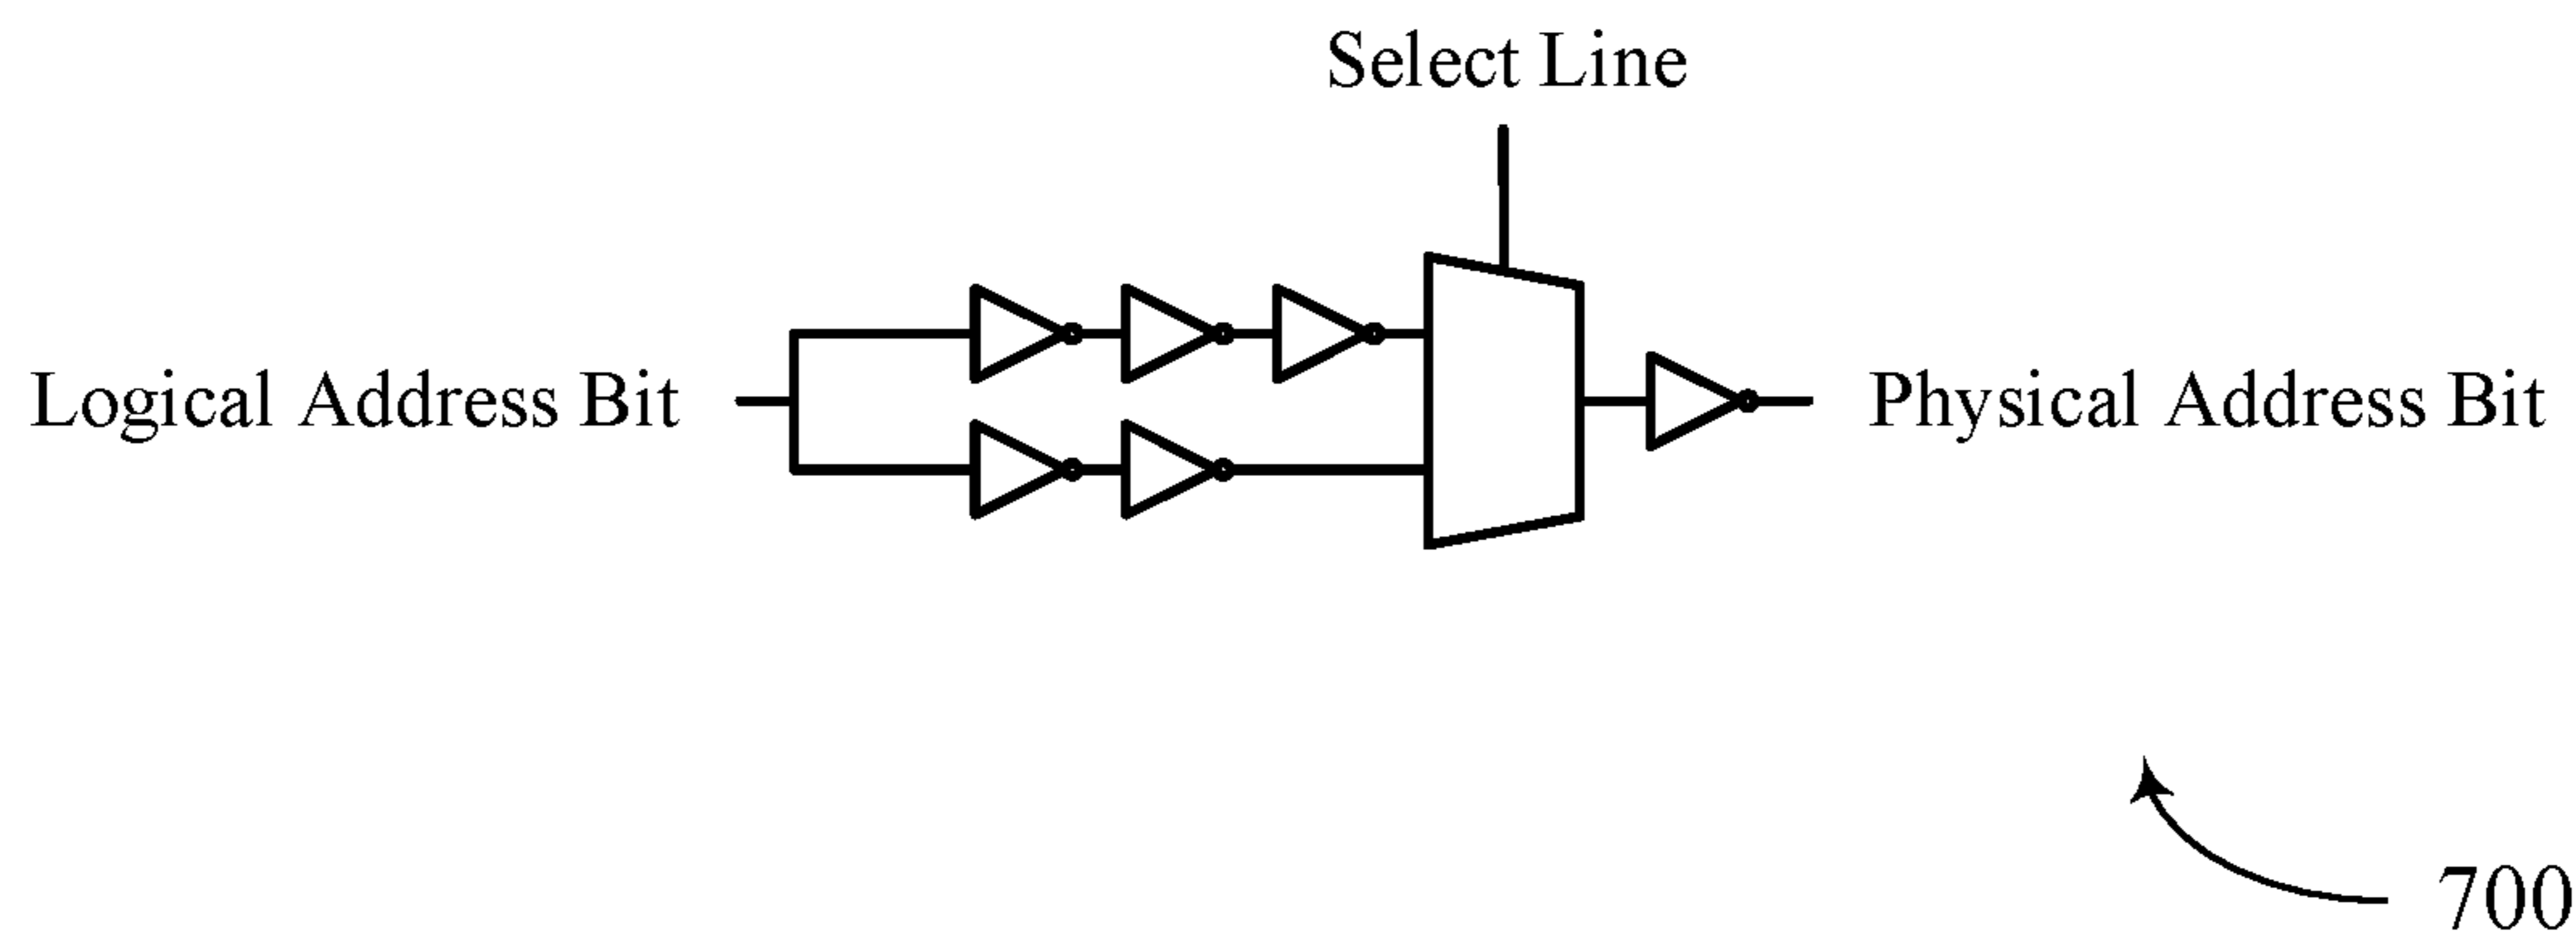 Select Line
Logical Address Bit
Physical Address Bit
700